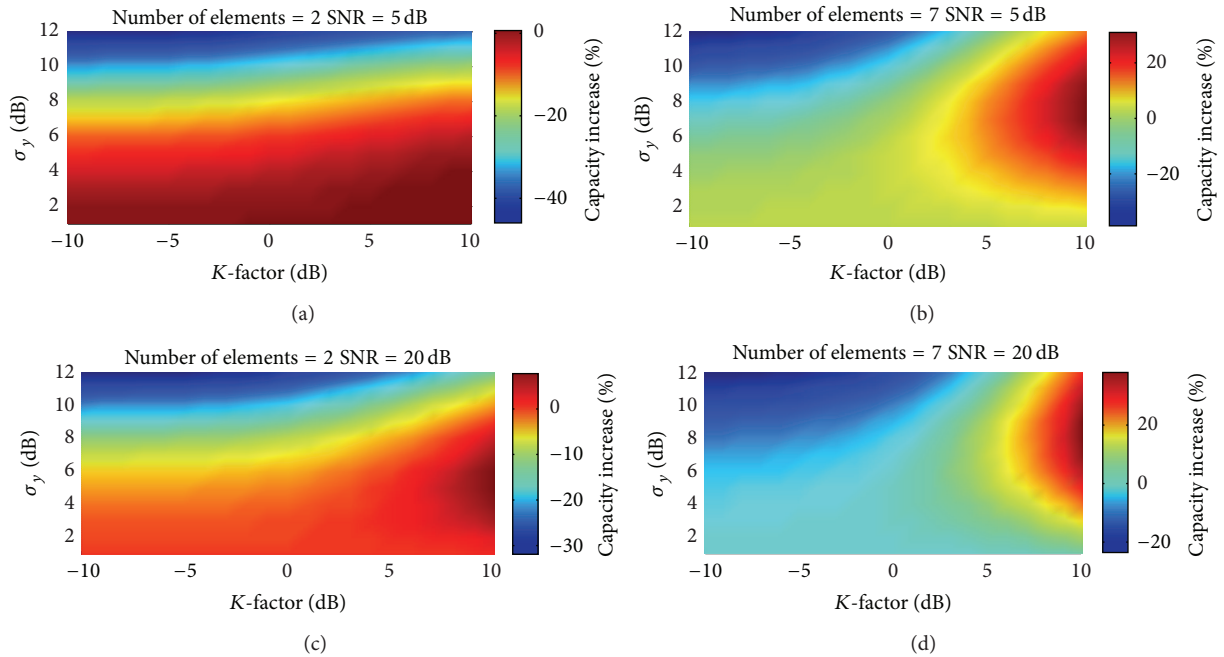 Number of elements = 2 SNR = 5 dB
12
10
8
6
4
2
σy (dB)
−10
−5
0
5
10
K-factor (dB)
0
−20
−40
Capacity increase (%)
(a)
Number of elements = 7 SNR = 5 dB
12
10
8
6
4
2
σy (dB)
−10
−5
0
5
10
K-factor (dB)
20
0
−20
Capacity increase (%)
(b)
Number of elements = 2 SNR = 20 dB
12
10
8
6
4
2
σy (dB)
−10
−5
0
5
10
K-factor (dB)
0
−10
−20
−30
Capacity increase (%)
(c)
Number of elements = 7 SNR = 20 dB
12
10
8
6
4
2
σy (dB)
−10
−5
0
5
10
K-factor (dB)
20
0
−20
Capacity increase (%)
(d)